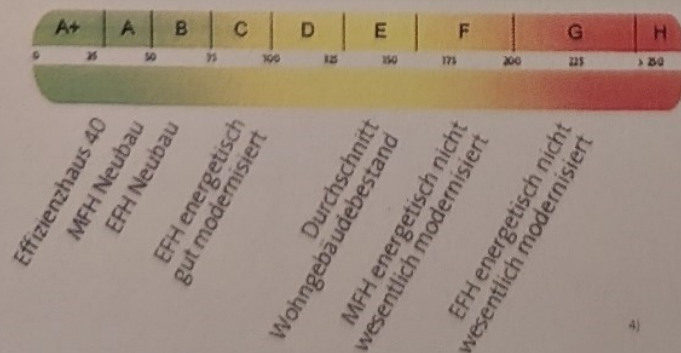 A+ A B C D E F G H
0 25 50 75 100 125 150 175 200 225 > 250
Effizienzhaus 40
MFH Neubau
EFH Neubau
EFH energetisch
gut modernisiert
Durchschnitt
Wohngebäudebestand
MFH energetisch nicht
wesentlich modernisiert
EFH energetisch nicht
wesentlich modernisiert
4)